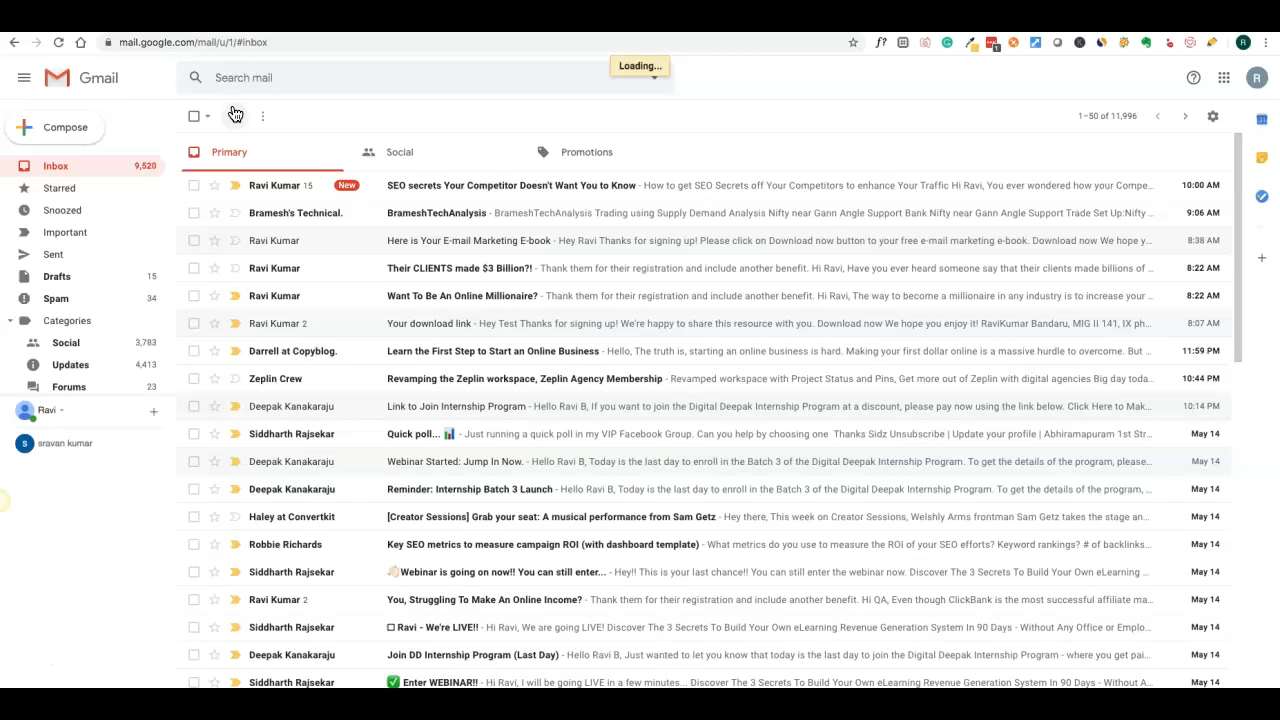 mail.google.com/mail/u/1/#inbox
Loading...
Gmail
Search mail
R
Compose
1–50 of 11,996
Primary
Social
Promotions
Inbox 9,520
Starred
Snoozed
Important
Sent
Drafts 15
Spam 34
Categories
Social 3,783
Updates 4,413
Forums 23
Ravi
S sravan kumar
Ravi Kumar 15 New SEO secrets Your Competitor Doesn't Want You to Know - How to get SEO Secrets off Your Competitors to enhance Your Traffic Hi Ravi, You ever wondered how your Compe... 10:00 AM
Bramesh's Technical. BrameshTechAnalysis - BrameshTechAnalysis Trading using Supply Demand Analysis Nifty near Gann Angle Support Bank Nifty near Gann Angle Support Trade Set Up:Nifty ... 9:06 AM
Ravi Kumar Here is Your E-mail Marketing E-book - Hey Ravi Thanks for signing up! Please click on Download now button to your free e-mail marketing e-book. Download now We hope y... 8:38 AM
Ravi Kumar Their CLIENTS made $3 Billion?! - Thank them for their registration and include another benefit. Hi Ravi, Have you ever heard someone say that their clients made billions of ... 8:22 AM
Ravi Kumar Want To Be An Online Millionaire? - Thank them for their registration and include another benefit. Hi Ravi, The way to become a millionaire in any industry is to increase your ... 8:22 AM
Ravi Kumar 2 Your download link - Hey Test Thanks for signing up! We're happy to share this resource with you. Download now We hope you enjoy it! RaviKumar Bandaru, MIG II 141, IX ph... 8:07 AM
Darrell at Copyblog. Learn the First Step to Start an Online Business - Hello, The truth is, starting an online business is hard. Making your first dollar online is a massive hurdle to overcome. But ... 11:59 PM
Zeplin Crew Revamping the Zeplin workspace, Zeplin Agency Membership - Revamped workspace with Project Status and Pins, Get more out of Zeplin with digital agencies Big day toda... 10:44 PM
Deepak Kanakaraju Link to Join Internship Program - Hello Ravi B, If you want to join the Digital Deepak Internship Program at a discount, please pay now using the link below. Click Here to Mak... 10:14 PM
Siddharth Rajsekar Quick poll... 📊 - Just running a quick poll in my VIP Facebook Group. Can you help by choosing one Thanks Sidz Unsubscribe | Update your profile | Abhiramapuram 1st Str... May 14
Deepak Kanakaraju Webinar Started: Jump In Now. - Hello Ravi B, Today is the last day to enroll in the Batch 3 of the Digital Deepak Internship Program. To get the details of the program, please... May 14
Deepak Kanakaraju Reminder: Internship Batch 3 Launch - Hello Ravi B, Today is the last day to enroll in the Batch 3 of the Digital Deepak Internship Program. To get the details of the program, ... May 14
Haley at Convertkit [Creator Sessions] Grab your seat: A musical performance from Sam Getz - Hey there, This week on Creator Sessions, Welshly Arms frontman Sam Getz takes the stage an... May 14
Robbie Richards Key SEO metrics to measure campaign ROI (with dashboard template) - What metrics do you use to measure the ROI of your SEO efforts? Keyword rankings? # of backlinks... May 14
Siddharth Rajsekar 👋🏻Webinar is going on now!! You can still enter... - Hey!! This is your last chance!! You can still enter the webinar now. Discover The 3 Secrets To Build Your Own eLearning ... May 14
Ravi Kumar 2 You, Struggling To Make An Online Income? - Thank them for their registration and include another benefit. Hi QA, Even though ClickBank is the most successful affiliate ma... May 14
Siddharth Rajsekar ☐ Ravi - We're LIVE!! - Hi Ravi, We are going LIVE! Discover The 3 Secrets To Build Your Own eLearning Revenue Generation System In 90 Days - Without Any Office or Emplo... May 14
Deepak Kanakaraju Join DD Internship Program (Last Day) - Hello Ravi B, Just wanted to let you know that today is the last day to join the Digital Deepak Internship Program - where you get pai... May 14
Siddharth Rajsekar ✅ Enter WEBINAR!! - Hi Ravi, I will be going LIVE in a few minutes... Discover The 3 Secrets To Build Your Own eLearning Revenue Generation System In 90 Days - Without A... May 14